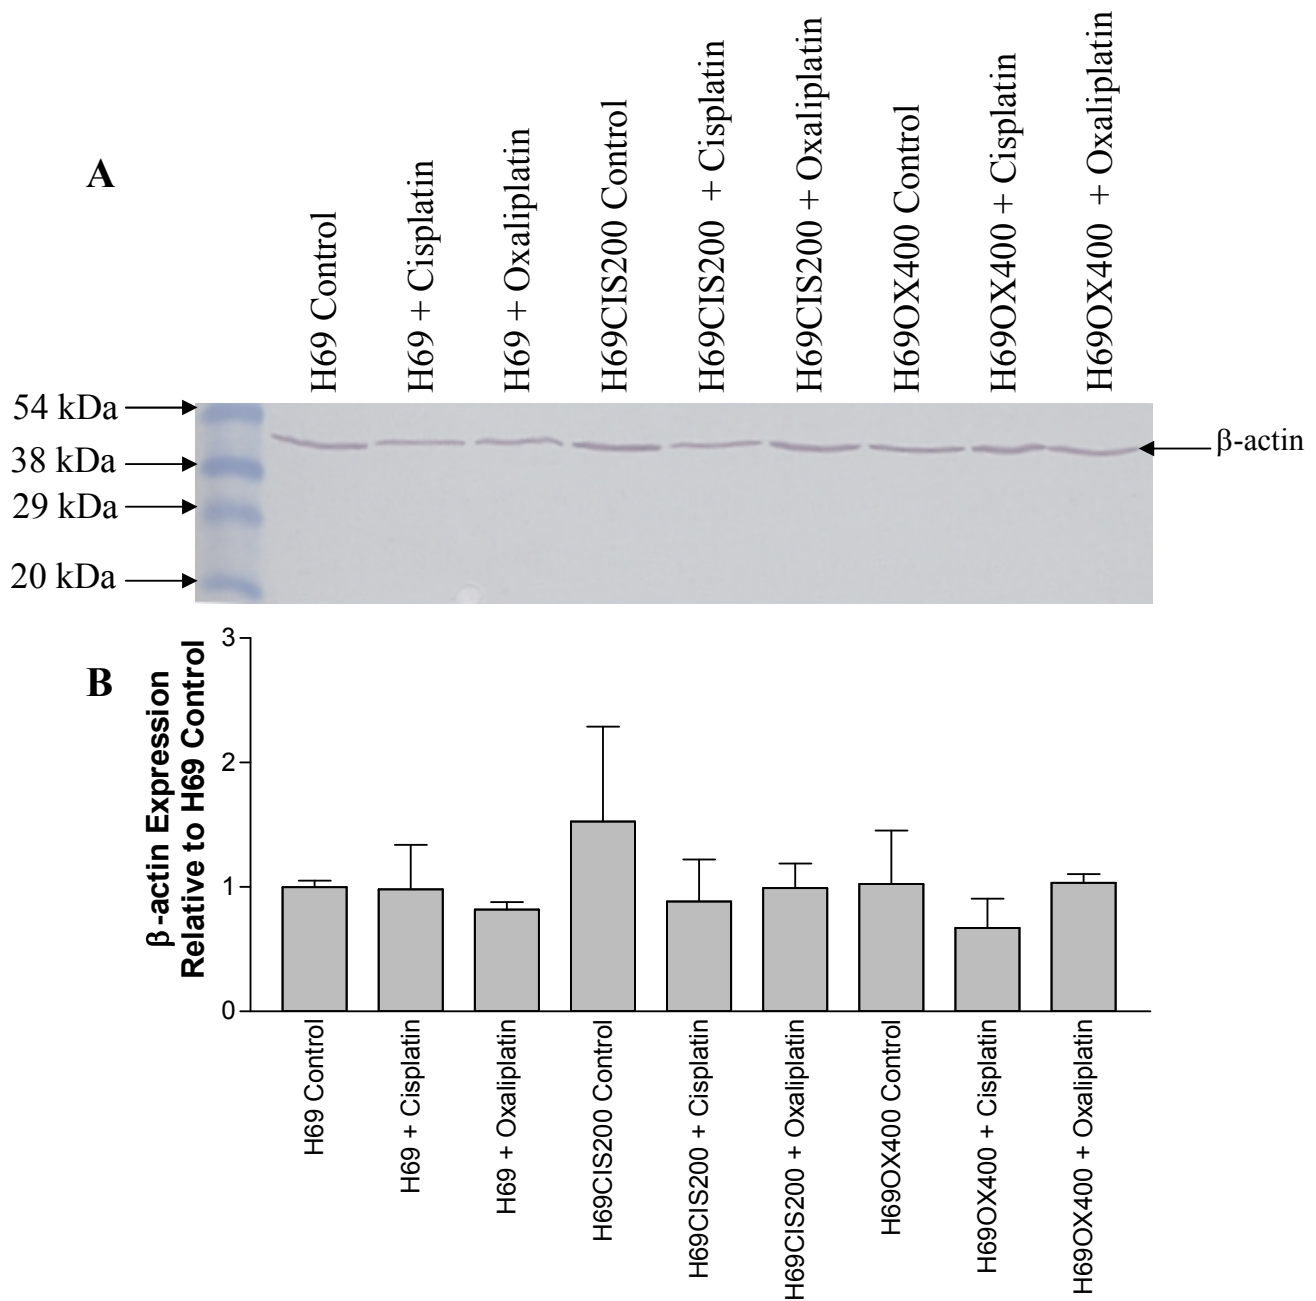 A
H69 Control
H69 + Cisplatin
H69 + Oxaliplatin
H69CIS200 Control
H69CIS200 + Cisplatin
H69CIS200 + Oxaliplatin
H69OX400 Control
H69OX400 + Cisplatin
H69OX400 + Oxaliplatin
54 kDa
38 kDa
29 kDa
20 kDa
β-actin
B
β-actin Expression
Relative to H69 Control
3
2
1
0
H69 Control
H69 + Cisplatin
H69 + Oxaliplatin
H69CIS200 Control
H69CIS200 + Cisplatin
H69CIS200 + Oxaliplatin
H69OX400 Control
H69OX400 + Cisplatin
H69OX400 + Oxaliplatin